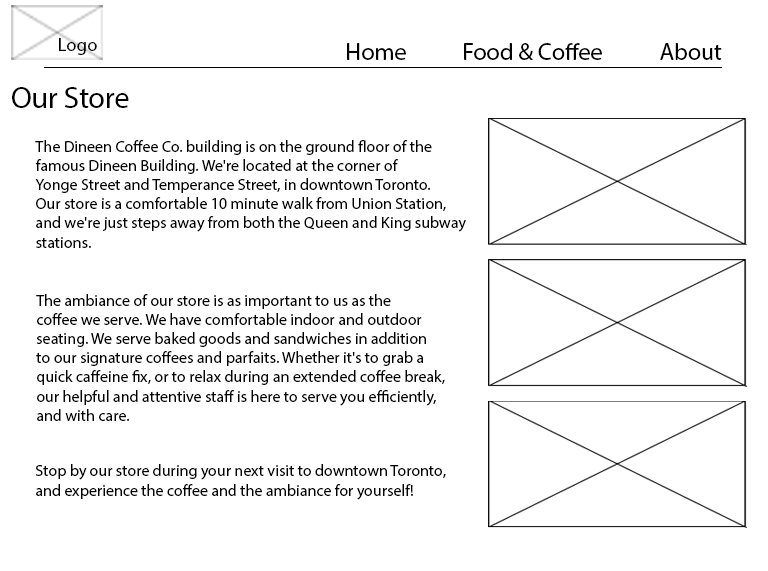 Logo
Home Food & Coffee About
Our Store
The Dineen Coffee Co. building is on the ground floor of the
famous Dineen Building. We're located at the corner of
Yonge Street and Temperance Street, in downtown Toronto.
Our store is a comfortable 10 minute walk from Union Station,
and we're just steps away from both the Queen and King subway
stations.
The ambiance of our store is as important to us as the
coffee we serve. We have comfortable indoor and outdoor
seating. We serve baked goods and sandwiches in addition
to our signature coffees and parfaits. Whether it's to grab a
quick caffeine fix, or to relax during an extended coffee break,
our helpful and attentive staff is here to serve you efficiently,
and with care.
Stop by our store during your next visit to downtown Toronto,
and experience the coffee and the ambiance for yourself!